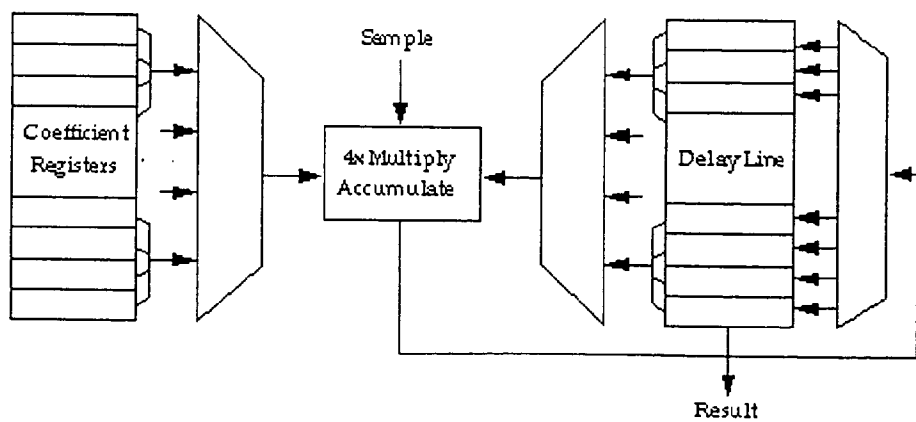 Sample
Coefficient
Registers
4x Multiply
Accumulate
Delay Line
Result